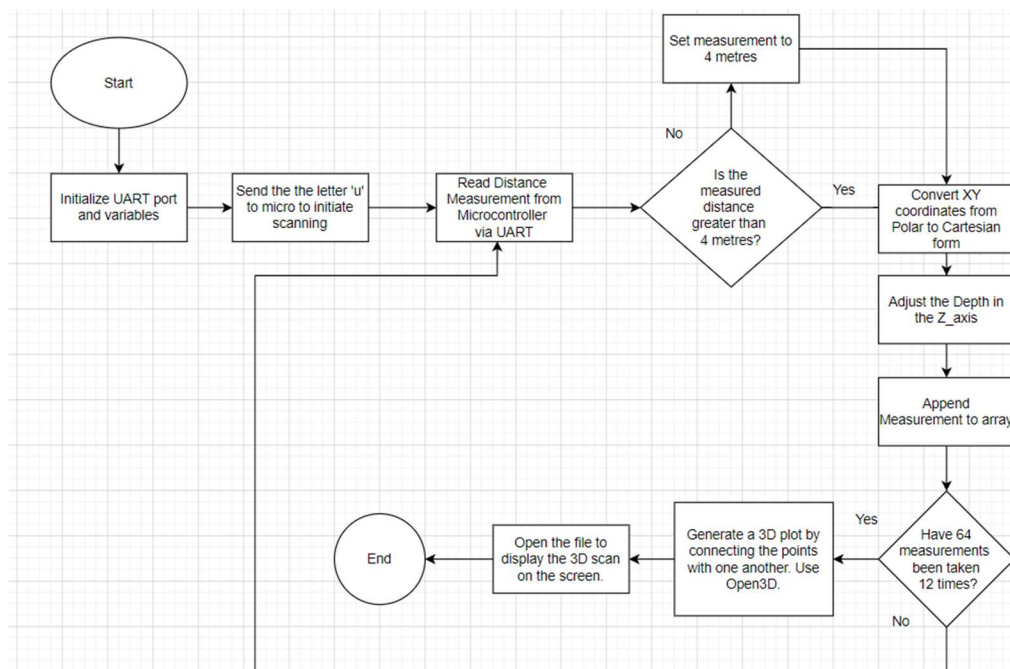 Start
Initialize UART port
and variables
Send the the letter 'u'
to micro to initiate
scanning
Read Distance
Measurement from
Microcontroller
via UART
Is the
measured
distance
greater than
4 metres?
No
Set measurement to
4 metres
Yes
Convert XY
coordinates from
Polar to Cartesian
form
Adjust the Depth in
the Z_axis
Append
Measurement to array
Have 64
measurements
been taken
12 times?
No
Yes
Generate a 3D plot by
connecting the points
with one another. Use
Open3D.
Open the file to
display the 3D scan
on the screen.
End